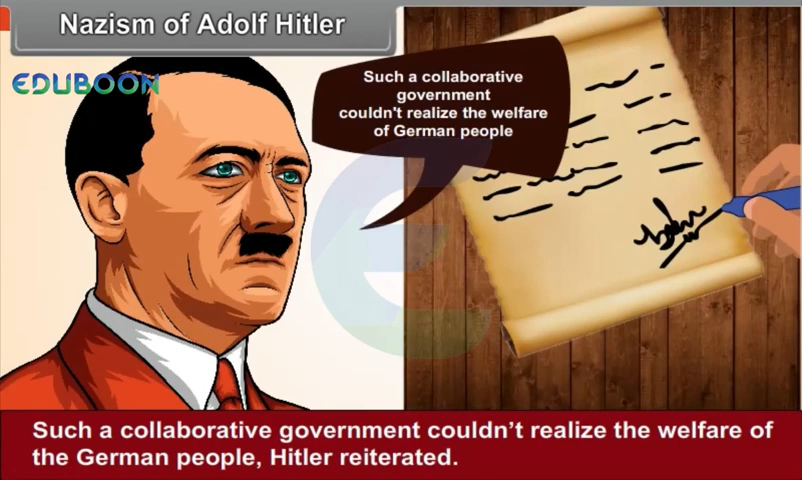 Nazism of Adolf Hitler
EDUBOON
Such a collaborative
government
couldn't realize the welfare
of German people
Such a collaborative government couldn't realize the welfare of
the German people, Hitler reiterated.